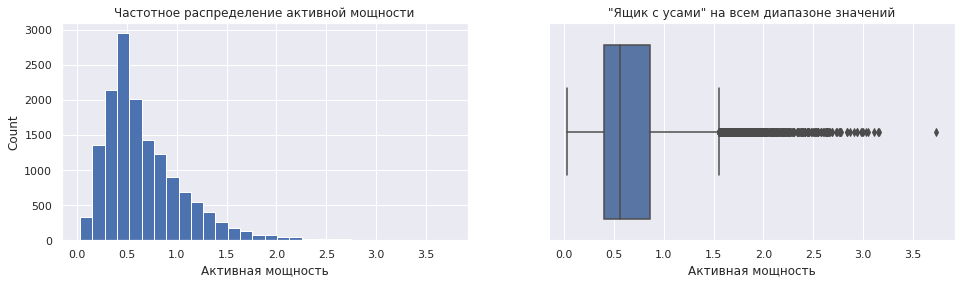 Частотное распределение активной мощности
3000
2500
2000
1500
1000
500
0
Count
0.0 0.5 1.0 1.5 2.0 2.5 3.0 3.5
Активная мощность
"Ящик с усами" на всем диапазоне значений
0.0 0.5 1.0 1.5 2.0 2.5 3.0 3.5
Активная мощность